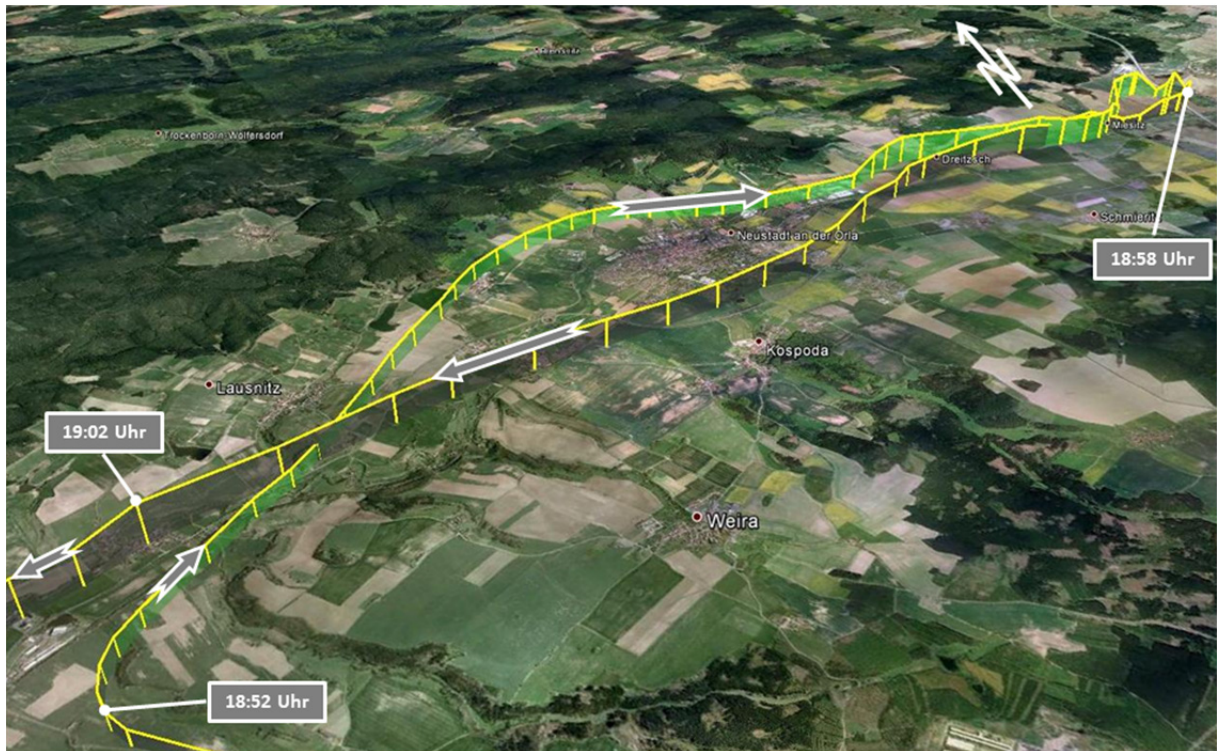 Trockenborn-Wolfersdorf
Miesitz
Dreitzsch
Schmieritz
Neustadt an der Orla
18:58 Uhr
Kospoda
Lausnitz
19:02 Uhr
Weira
18:52 Uhr